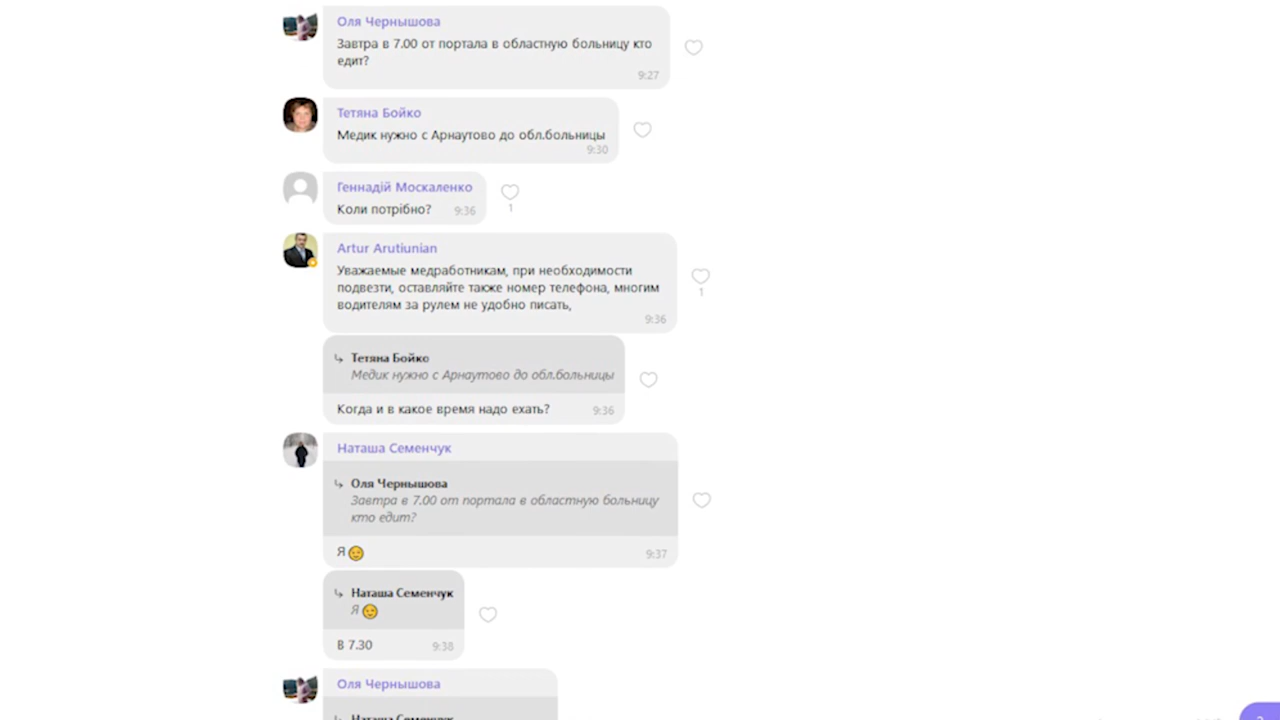 Оля Чернышова
Завтра в 7.00 от портала в областную больницу кто
едит?
9:27
Тетяна Бойко
Медик нужно с Арнаутово до обл.больницы
9:30
Геннадій Москаленко
Коли потрібно? 9:36
1
Artur Arutiunian
Уважаемые медработникам, при необходимости
подвезти, оставляйте также номер телефона, многим
водителям за рулем не удобно писать,
1
9:36
Тетяна Бойко
Медик нужно с Арнаутово до обл.больницы
Когда и в какое время надо ехать? 9:36
Наташа Семенчук
Оля Чернышова
Завтра в 7.00 от портала в областную больницу
кто едит?
Я 9:37
Наташа Семенчук
Я
В 7.30 9:38
Оля Чернышова
Наташа Семенчук